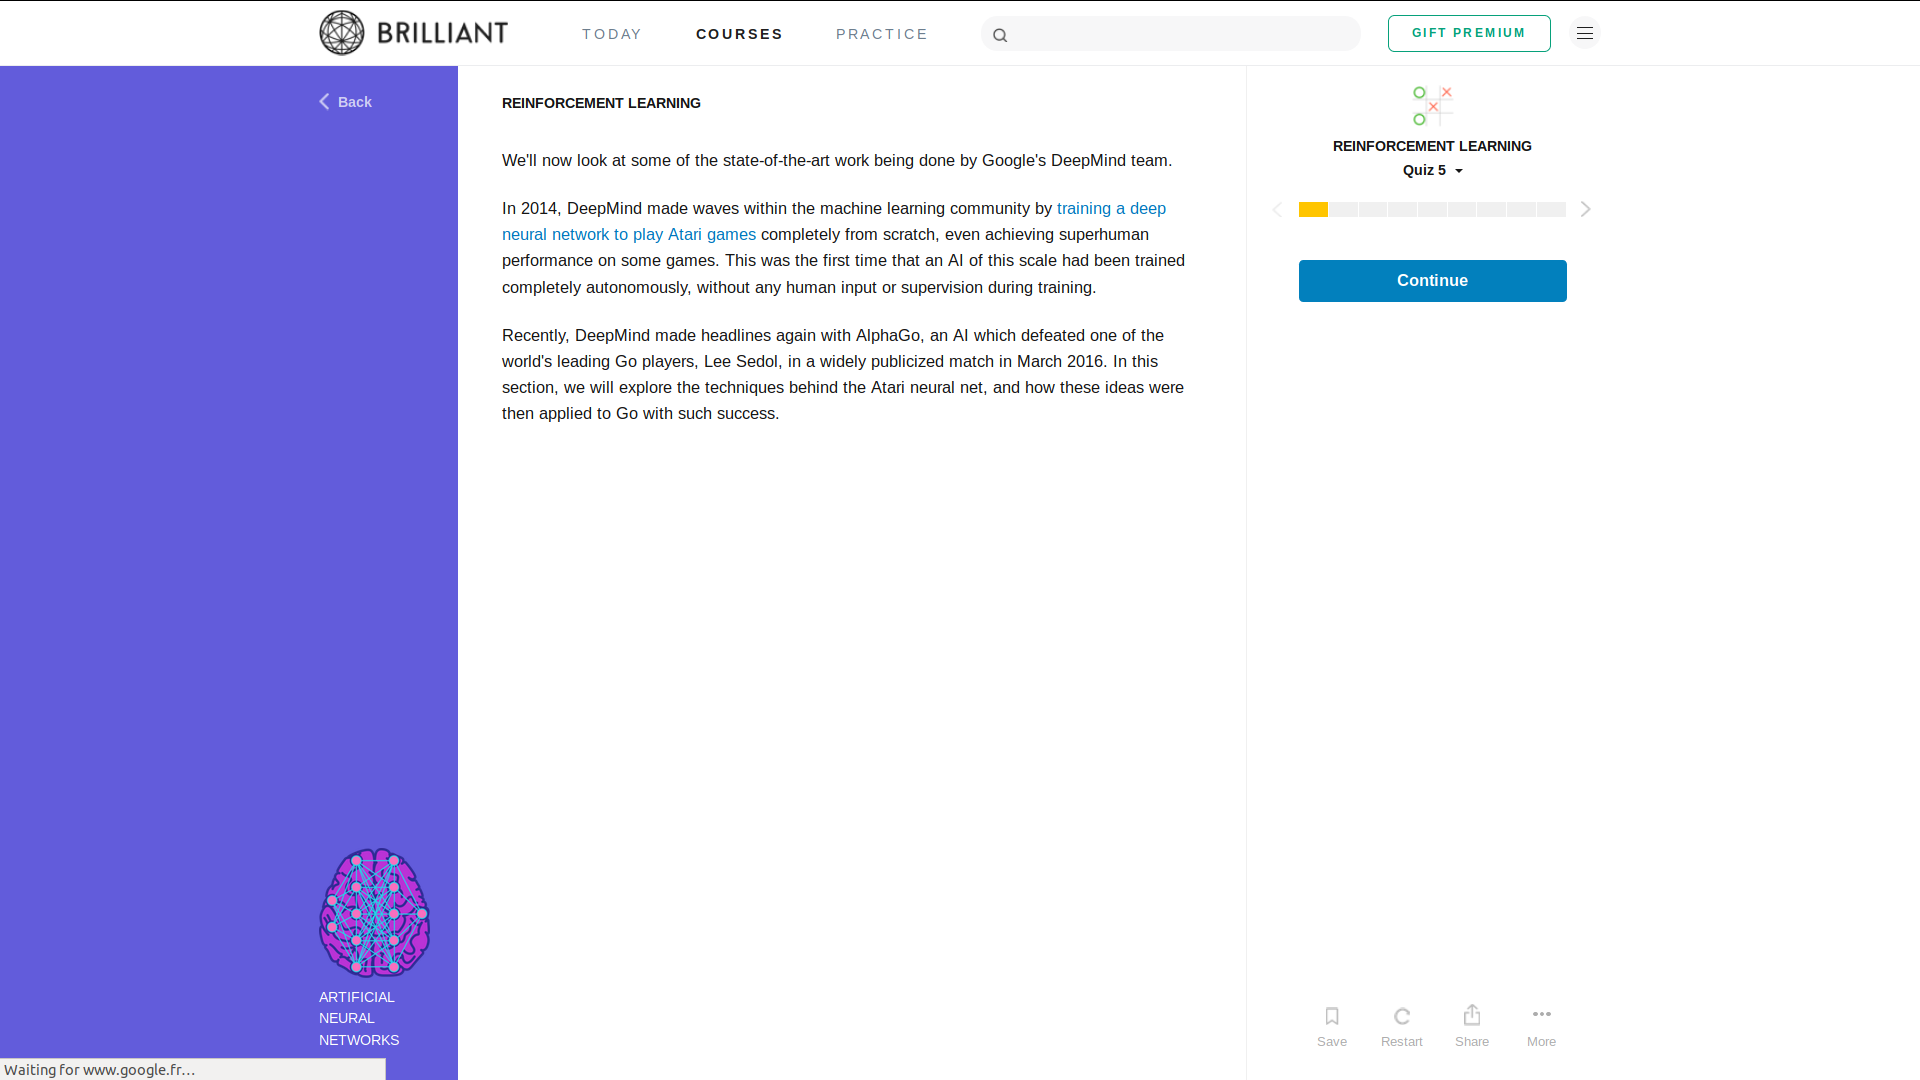 BRILLIANT
TODAY
COURSES
PRACTICE
GIFT PREMIUM
Back
REINFORCEMENT LEARNING
We'll now look at some of the state-of-the-art work being done by Google's DeepMind team.
In 2014, DeepMind made waves within the machine learning community by training a deep
neural network to play Atari games completely from scratch, even achieving superhuman
performance on some games. This was the first time that an AI of this scale had been trained
completely autonomously, without any human input or supervision during training.
Recently, DeepMind made headlines again with AlphaGo, an AI which defeated one of the
world's leading Go players, Lee Sedol, in a widely publicized match in March 2016. In this
section, we will explore the techniques behind the Atari neural net, and how these ideas were
then applied to Go with such success.
REINFORCEMENT LEARNING
Quiz 5
Continue
ARTIFICIAL
NEURAL
NETWORKS
Save
Restart
Share
More
Waiting for www.google.fr…